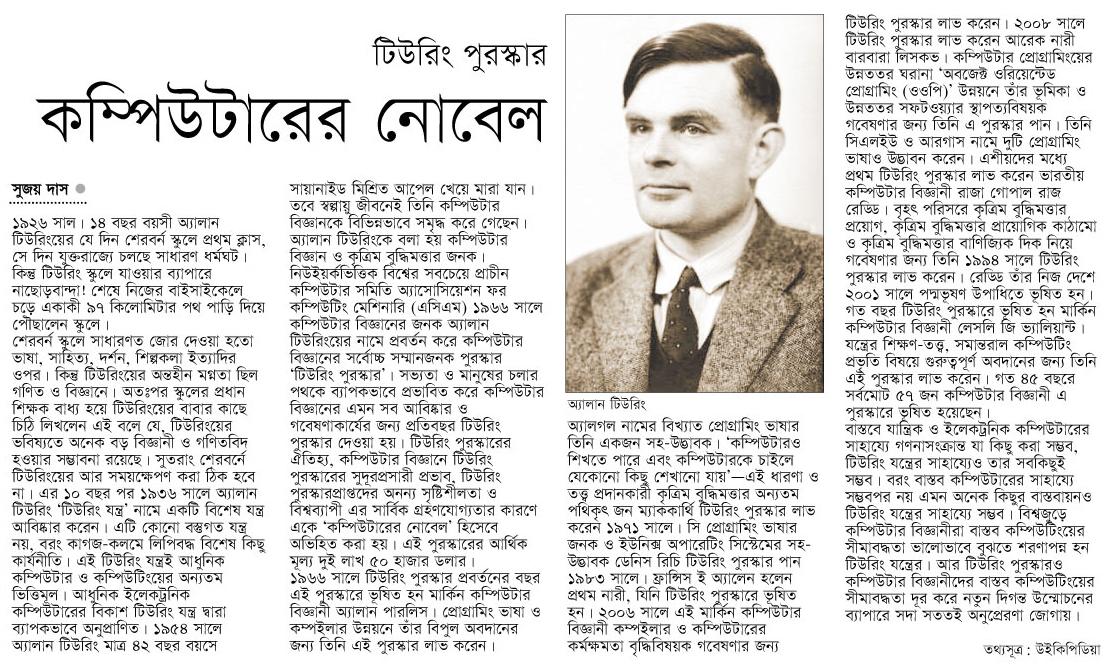 টিউরিং পুরস্কার
কম্পিউটারের নোবেল
সুজয় দাস
১৯২৬ সাল। ১৪ বছর বয়সী অ্যালান
টিউরিংয়ের যে দিন শেরবর্ন স্কুলে প্রথম ক্লাস,
সে দিন যুক্তরাজ্যে চলছে সাধারণ ধর্মঘট।
কিন্তু টিউরিং স্কুলে যাওয়ার ব্যাপারে
নাছোড়বান্দা! শেষে নিজের বাইসাইকেলে
চড়ে একাকী ৯৭ কিলোমিটার পথ পাড়ি দিয়ে
পৌঁছালেন স্কুলে।
শেরবর্ন স্কুলে সাধারণত জোর দেওয়া হতো
ভাষা, সাহিত্য, দর্শন, শিল্পকলা ইত্যাদির
ওপর। কিন্তু টিউরিংয়ের অন্তহীন মগ্নতা ছিল
গণিত ও বিজ্ঞানে। অতঃপর স্কুলের প্রধান
শিক্ষক বাধ্য হয়ে টিউরিংয়ের বাবার কাছে
চিঠি লিখলেন এই বলে যে, টিউরিংয়ের
ভবিষ্যতে অনেক বড় বিজ্ঞানী ও গণিতবিদ
হওয়ার সম্ভাবনা রয়েছে। সুতরাং শেরবর্নে
টিউরিংয়ের আর সময়ক্ষেপণ করা ঠিক হবে
না। এর ১০ বছর পর ১৯৩৬ সালে অ্যালান
টিউরিং ‘টিউরিং যন্ত্র’ নামে একটি বিশেষ যন্ত্র
আবিষ্কার করেন। এটি কোনো বস্তুগত যন্ত্র
নয়, বরং কাগজ-কলমে লিপিবদ্ধ বিশেষ কিছু
কার্যনীতি। এই টিউরিং যন্ত্রই আধুনিক
কম্পিউটার ও কম্পিউটিংয়ের অন্যতম
ভিত্তিমূল। আধুনিক ইলেকট্রনিক
কম্পিউটারের বিকাশ টিউরিং যন্ত্র দ্বারা
ব্যাপকভাবে অনুপ্রাণিত। ১৯৫৪ সালে
অ্যালান টিউরিং মাত্র ৪২ বছর বয়সে
সায়ানাইড মিশ্রিত আপেল খেয়ে মারা যান।
তবে স্বল্পায়ু জীবনেই তিনি কম্পিউটার
বিজ্ঞানকে বিভিন্নভাবে সমৃদ্ধ করে গেছেন।
অ্যালান টিউরিংকে বলা হয় কম্পিউটার
বিজ্ঞান ও কৃত্রিম বুদ্ধিমত্তার জনক।
নিউইয়র্কভিত্তিক বিশ্বের সবচেয়ে প্রাচীন
কম্পিউটার সমিতি অ্যাসোসিয়েশন ফর
কম্পিউটিং মেশিনারি (এসিএম) ১৯৬৬ সালে
কম্পিউটার বিজ্ঞানের জনক অ্যালান
টিউরিংয়ের নামে প্রবর্তন করে কম্পিউটার
বিজ্ঞানের সর্বোচ্চ সম্মানজনক পুরস্কার
‘টিউরিং পুরস্কার’। সভ্যতা ও মানুষের চলার
পথকে ব্যাপকভাবে প্রভাবিত করে কম্পিউটার
বিজ্ঞানের এমন সব আবিষ্কার ও
গবেষণাকার্যের জন্য প্রতিবছর টিউরিং
পুরস্কার দেওয়া হয়। টিউরিং পুরস্কারের
ঐতিহ্য, কম্পিউটার বিজ্ঞানে টিউরিং
পুরস্কারের সুদূরপ্রসারী প্রভাব, টিউরিং
পুরস্কারপ্রাপ্তদের অনন্য সৃষ্টিশীলতা ও
বিশ্বব্যাপী এর সার্বিক গ্রহণযোগ্যতার কারণে
একে ‘কম্পিউটারের নোবেল’ হিসেবে
অভিহিত করা হয়। এই পুরস্কারের আর্থিক
মূল্য দুই লাখ ৫০ হাজার ডলার।
১৯৬৬ সালে টিউরিং পুরস্কার প্রবর্তনের বছর
এই পুরস্কারে ভূষিত হন মার্কিন কম্পিউটার
বিজ্ঞানী অ্যালান পারলিস। প্রোগ্রামিং ভাষা ও
কম্পাইলার উন্নয়নে তাঁর বিপুল অবদানের
জন্য তিনি এই পুরস্কার লাভ করেন।
অ্যালান টিউরিং
অ্যালগল নামের বিখ্যাত প্রোগ্রামিং ভাষার
তিনি একজন সহ-উদ্ভাবক। ‘কম্পিউটারও
শিখতে পারে এবং কম্পিউটারকে চাইলে
যেকোনো কিছু শেখানো যায়’—এই ধারণা ও
তত্ত্ব প্রদানকারী কৃত্রিম বুদ্ধিমত্তার অন্যতম
পথিকৃৎ জন ম্যাককার্থি টিউরিং পুরস্কার লাভ
করেন ১৯৭১ সালে। সি প্রোগ্রামিং ভাষার
জনক ও ইউনিক্স অপারেটিং সিস্টেমের সহ-
উদ্ভাবক ডেনিস রিচি টিউরিং পুরস্কার পান
১৯৮৩ সালে। ফ্রান্সিস ই অ্যালেন হলেন
প্রথম নারী, যিনি টিউরিং পুরস্কারে ভূষিত
হন। ২০০৬ সালে এই মার্কিন কম্পিউটার
বিজ্ঞানী কম্পাইলার ও কম্পিউটারের
কর্মক্ষমতা বৃদ্ধিবিষয়ক গবেষণার জন্য
টিউরিং পুরস্কার লাভ করেন। ২০০৮ সালে
টিউরিং পুরস্কার লাভ করেন আরেক নারী
বারবারা লিসকভ। কম্পিউটার প্রোগ্রামিংয়ের
উন্নততর ঘরানা ‘অবজেক্ট ওরিয়েন্টেড
প্রোগ্রামিং (ওওপি)’ উন্নয়নে তাঁর ভূমিকা ও
উন্নততর সফটওয়্যার স্থাপত্যবিষয়ক
গবেষণার জন্য তিনি এ পুরস্কার পান। তিনি
সিএলইউ ও আরগাস নামে দুটি প্রোগ্রামিং
ভাষাও উদ্ভাবন করেন। এশীয়দের মধ্যে
প্রথম টিউরিং পুরস্কার লাভ করেন ভারতীয়
কম্পিউটার বিজ্ঞানী রাজা গোপাল রাজ
রেড্ডি। বৃহৎ পরিসরে কৃত্রিম বুদ্ধিমত্তার
প্রয়োগ, কৃত্রিম বুদ্ধিমত্তার প্রায়োগিক কাঠামো
ও কৃত্রিম বুদ্ধিমত্তার বাণিজ্যিক দিক নিয়ে
গবেষণার জন্য তিনি ১৯৯৪ সালে টিউরিং
পুরস্কার লাভ করেন। রেড্ডি তাঁর নিজ দেশে
২০০১ সালে পদ্মভূষণ উপাধিতে ভূষিত হন।
গত বছর টিউরিং পুরস্কারে ভূষিত হন মার্কিন
কম্পিউটার বিজ্ঞানী লেসলি জি ভ্যালিয়ান্ট।
যন্ত্রের শিক্ষণ-তত্ত্ব, সমান্তরাল কম্পিউটিং
প্রভৃতি বিষয়ে গুরুত্বপূর্ণ অবদানের জন্য তিনি
এই পুরস্কার লাভ করেন। গত ৪৫ বছরে
সর্বমোট ৫৭ জন কম্পিউটার বিজ্ঞানী এ
পুরস্কারে ভূষিত হয়েছেন।
বাস্তবে যান্ত্রিক ও ইলেকট্রনিক কম্পিউটারের
সাহায্যে গণনাসংক্রান্ত যা কিছু করা সম্ভব,
টিউরিং যন্ত্রের সাহায্যেও তার সবকিছুই
সম্ভব। বরং বাস্তব কম্পিউটারের সাহায্যে
সম্ভবপর নয় এমন অনেক কিছুর বাস্তবায়নও
টিউরিং যন্ত্রের সাহায্যে সম্ভব। বিশ্বজুড়ে
কম্পিউটার বিজ্ঞানীরা বাস্তব কম্পিউটিংয়ের
সীমাবদ্ধতা ভালোভাবে বুঝতে শরণাপন্ন হন
টিউরিং যন্ত্রের। আর টিউরিং পুরস্কারও
কম্পিউটার বিজ্ঞানীদের বাস্তব কম্পিউটিংয়ের
সীমাবদ্ধতা দূর করে নতুন দিগন্ত উন্মোচনের
ব্যাপারে সদা সততই অনুপ্রেরণা জোগায়।
তথ্যসূত্র : উইকিপিডিয়া